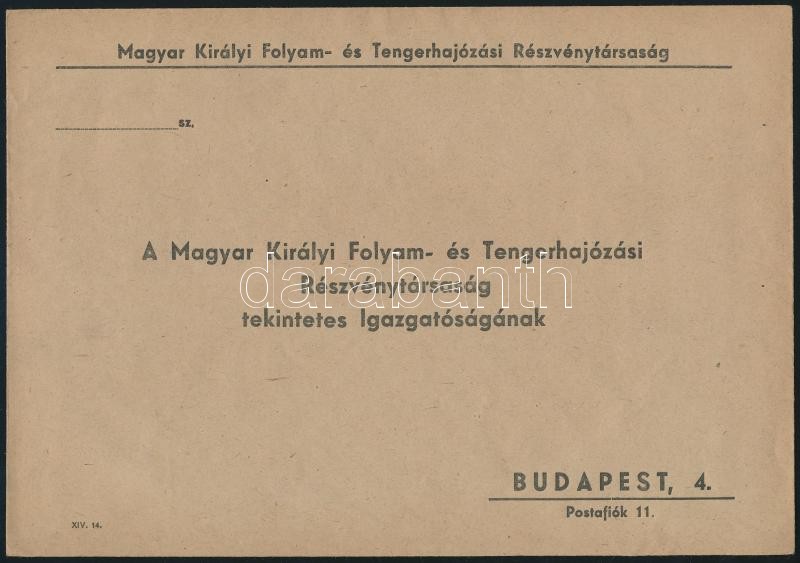 Magyar Királyi Folyam- és Tengerhajózási Részvénytársaság
sz.
A Magyar Királyi Folyam- és Tengerhajózási
Részvénytársaság
darabanth
tekintetes Igazgatóságának
BUDAPEST, 4.
Postafiók 11.
XIV. 14.